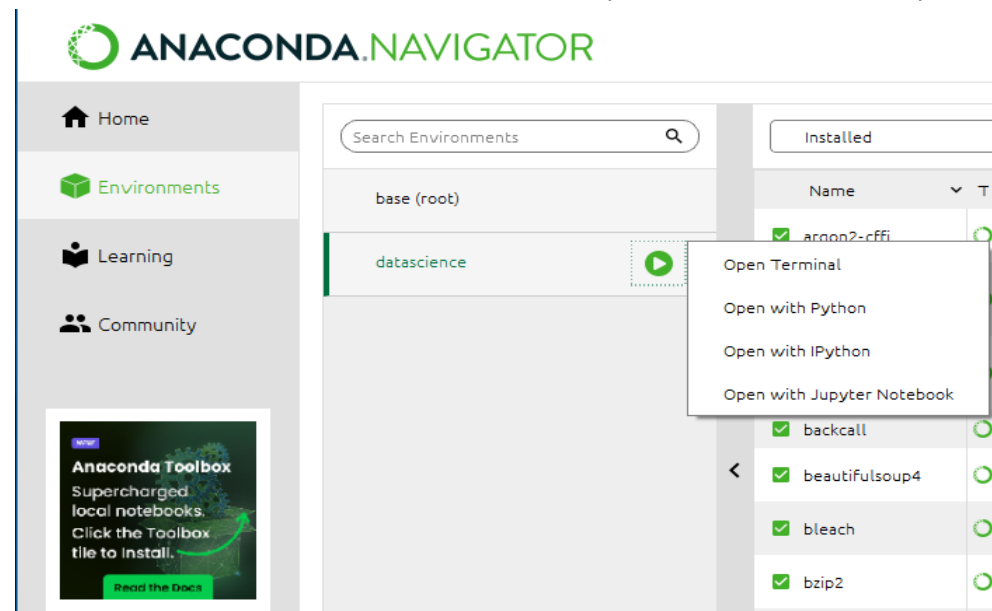 ANACONDA.NAVIGATOR
Home
Environments
Learning
Community
NEW
Anaconda Toolbox
Supercharged
local notebooks.
Click the Toolbox
tile to Install.
Read the Docs
Search Environments
base (root)
datascience
Open Terminal
Open with Python
Open with IPython
Open with Jupyter Notebook
Installed
Name
T
argon2-cffi
backcall
beautifulsoup4
bleach
bzip2